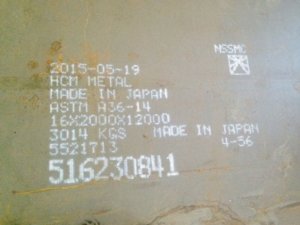 NSSMC
2015-05-19
HCM METAL
MADE IN JAPAN
ASTM A36-14
16X2000X12000
3014 KGS MADE IN JAPAN
5521713 4-56
516230841